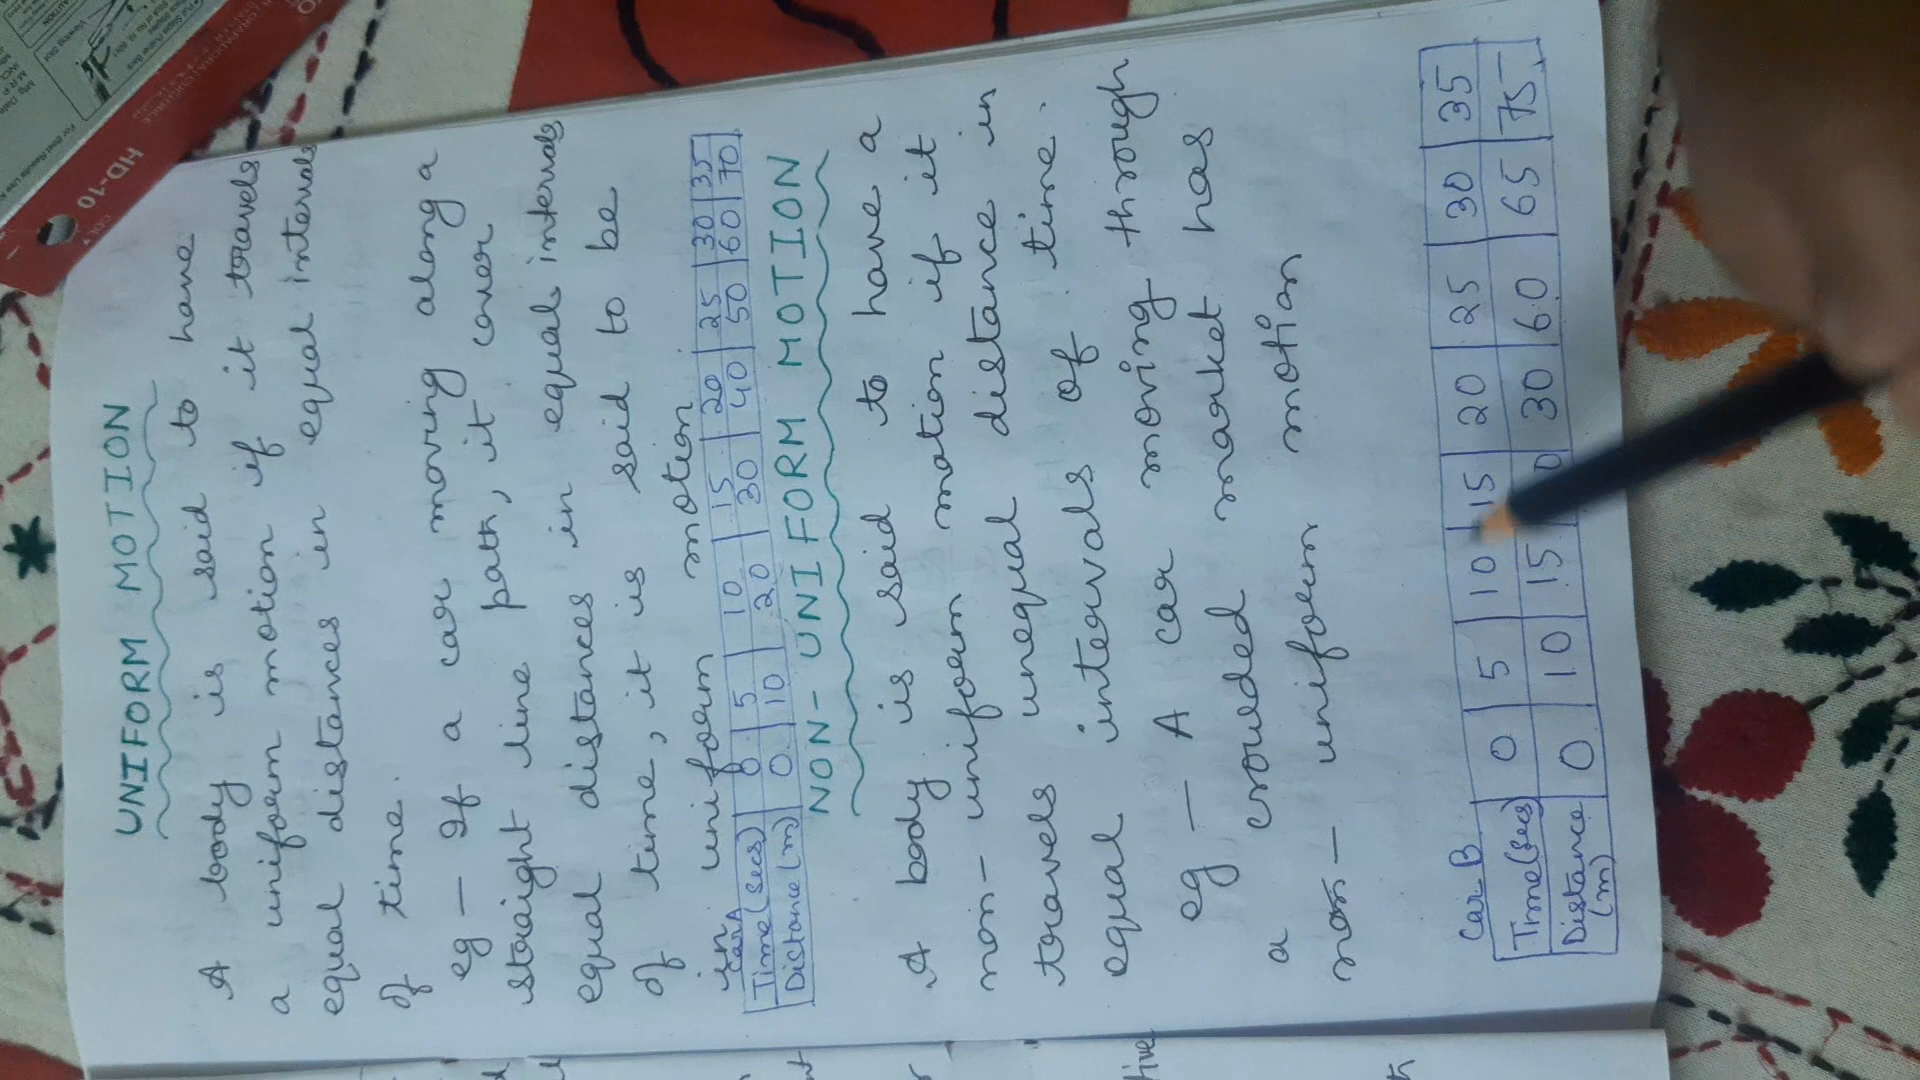 UNIFORM MOTION
A body is said to have
a uniform motion if it travels
equal distances in equal intervals
of time.
eg – If a car moving along a
straight line path, it cover
equal distances in equal intervals
of time, it is said to be
in uniform motion
Car A
Time (secs) 0 5 10 15 20 25 30 35
Distance (m) 0 10 20 30 40 50 60 70
NON - UNIFORM MOTION
A body is said to have a
non - uniform motion if it
travels unequal distance in
equal intervals of time.
eg – A car moving through
a croulded market has
non – uniform motion
Car B
Time (secs) 0 5 10 15 20 25 30 35
Distance (m) 0 10 15 0 30 60 65 75
HD-10